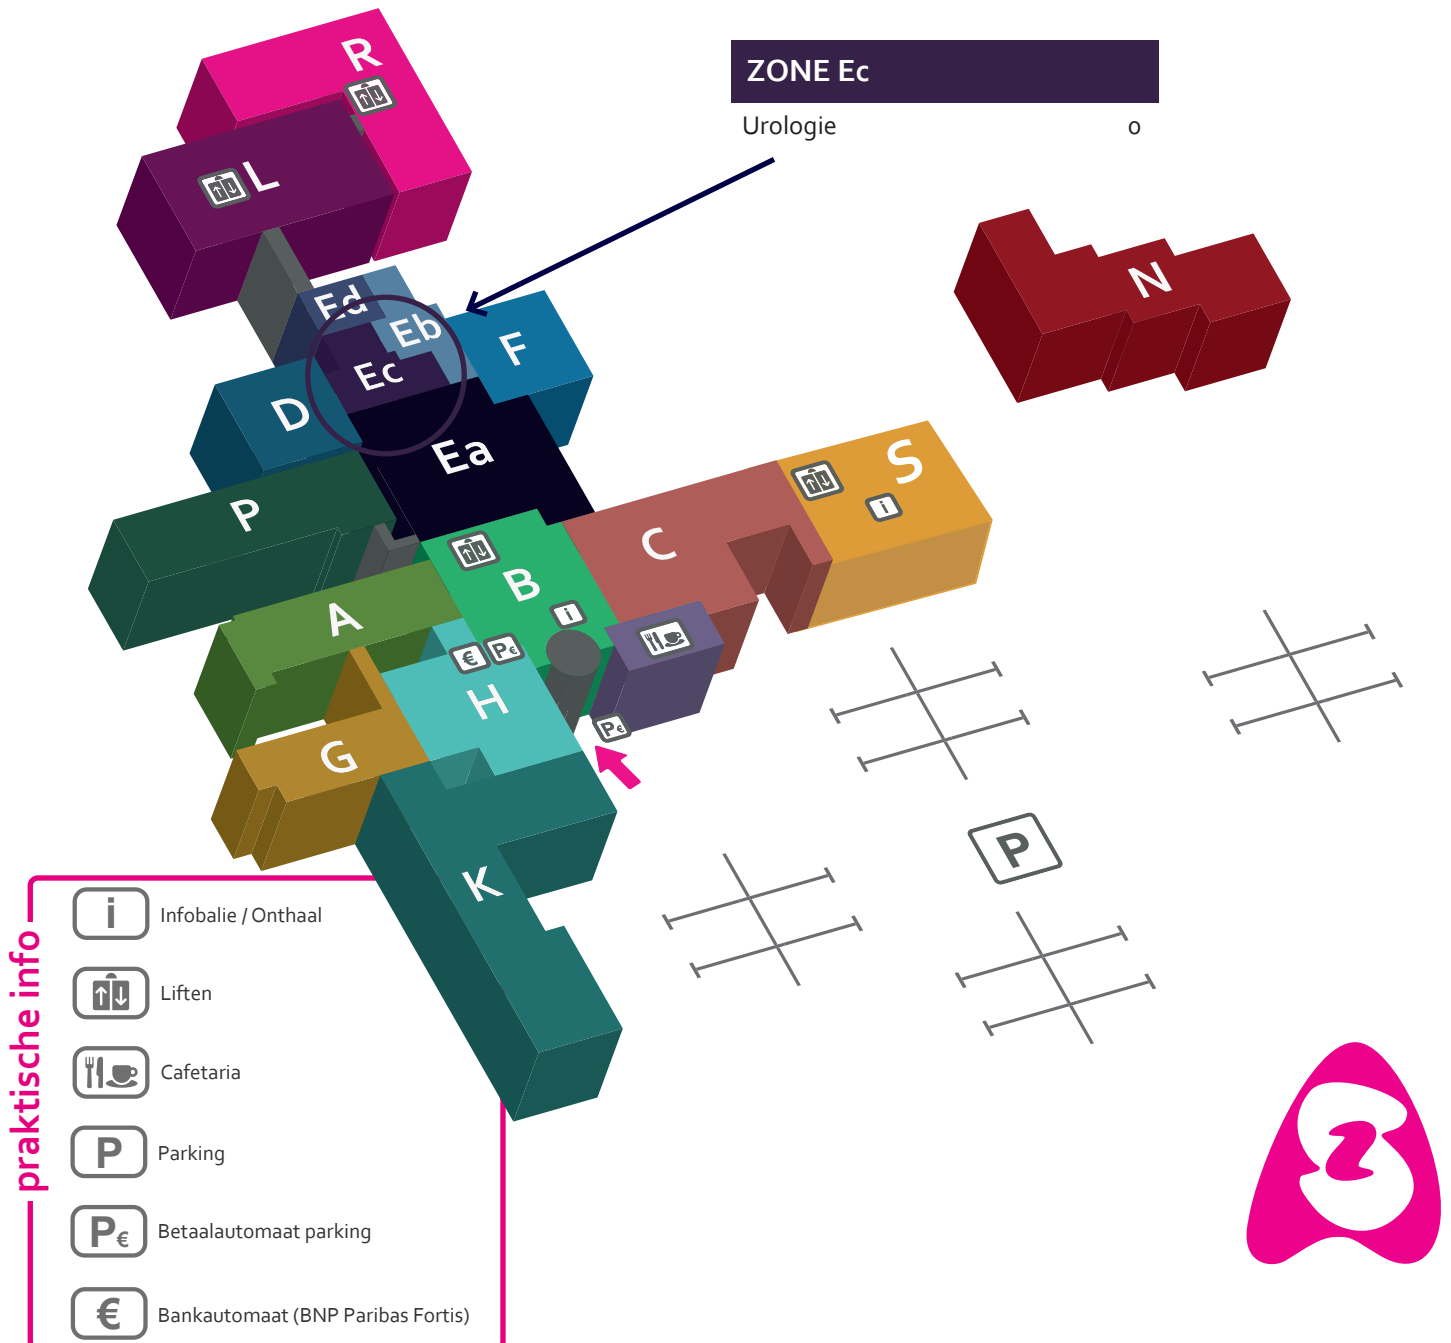 R
ZONE Ec
Urologie o
L
N
Ed
Eb
F
Ec
D
Ea
S
P
i
C
B
A
i
€ P€
H
P€
G
P
K
praktische info
i Infobalie / Onthaal
Liften
Cafetaria
P Parking
P€ Betaalautomaat parking
€ Bankautomaat (BNP Paribas Fortis)